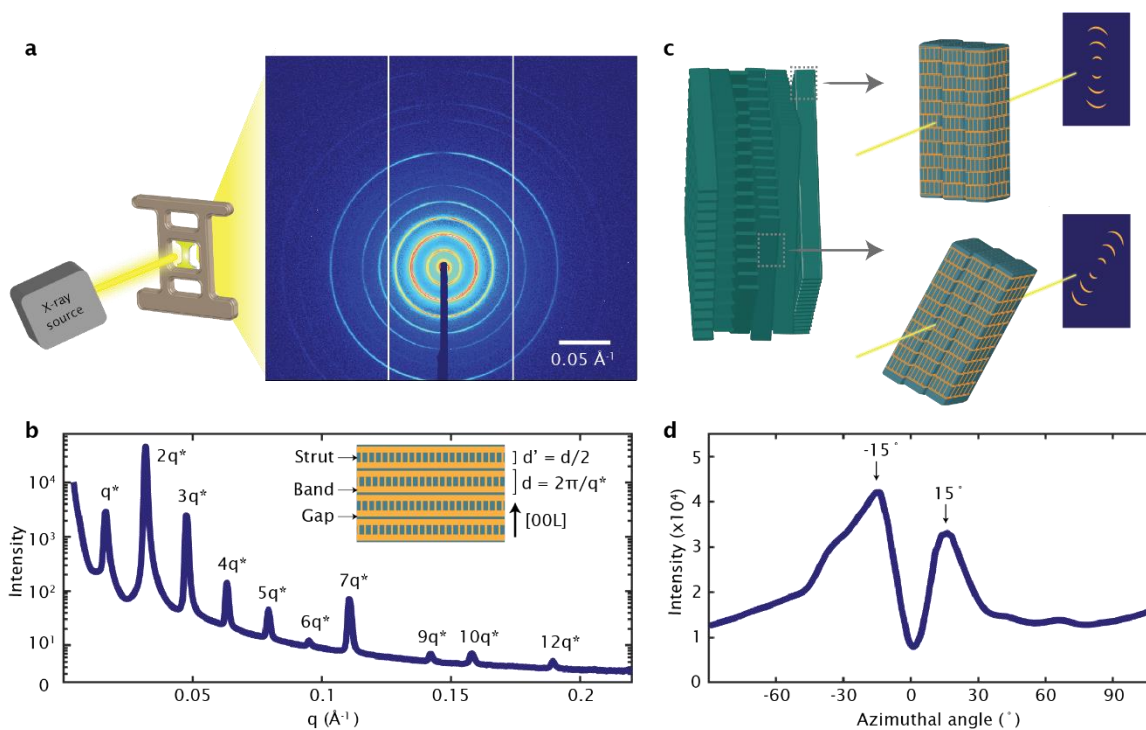 a
X-ray
source
0.05 Å-1
c
b
Intensity
104
103
102
101
0
q*
2q*
3q*
4q*
5q*
6q*
7q*
9q*
10q*
12q*
Strut
Band
Gap
d' = d/2
d = 2π/q*
[00L]
0.05
0.1
0.15
0.2
q (Å-1)
d
Intensity (x104)
5
4
3
2
1
0
-15°
15°
-60
-30
0
30
60
90
Azimuthal angle (°)